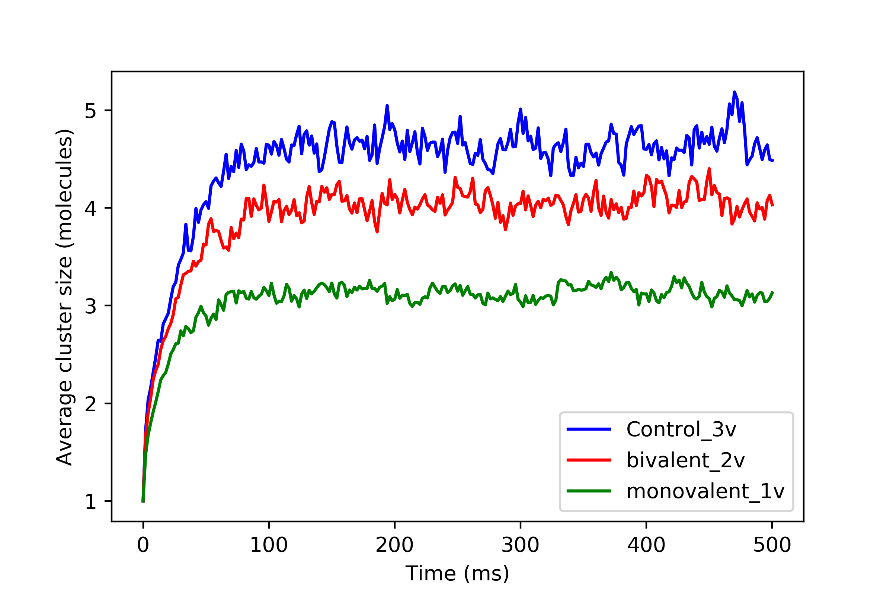 Average cluster size (molecules)
5
4
3
2
1
Control_3v
bivalent_2v
monovalent_1v
0 100 200 300 400 500
Time (ms)